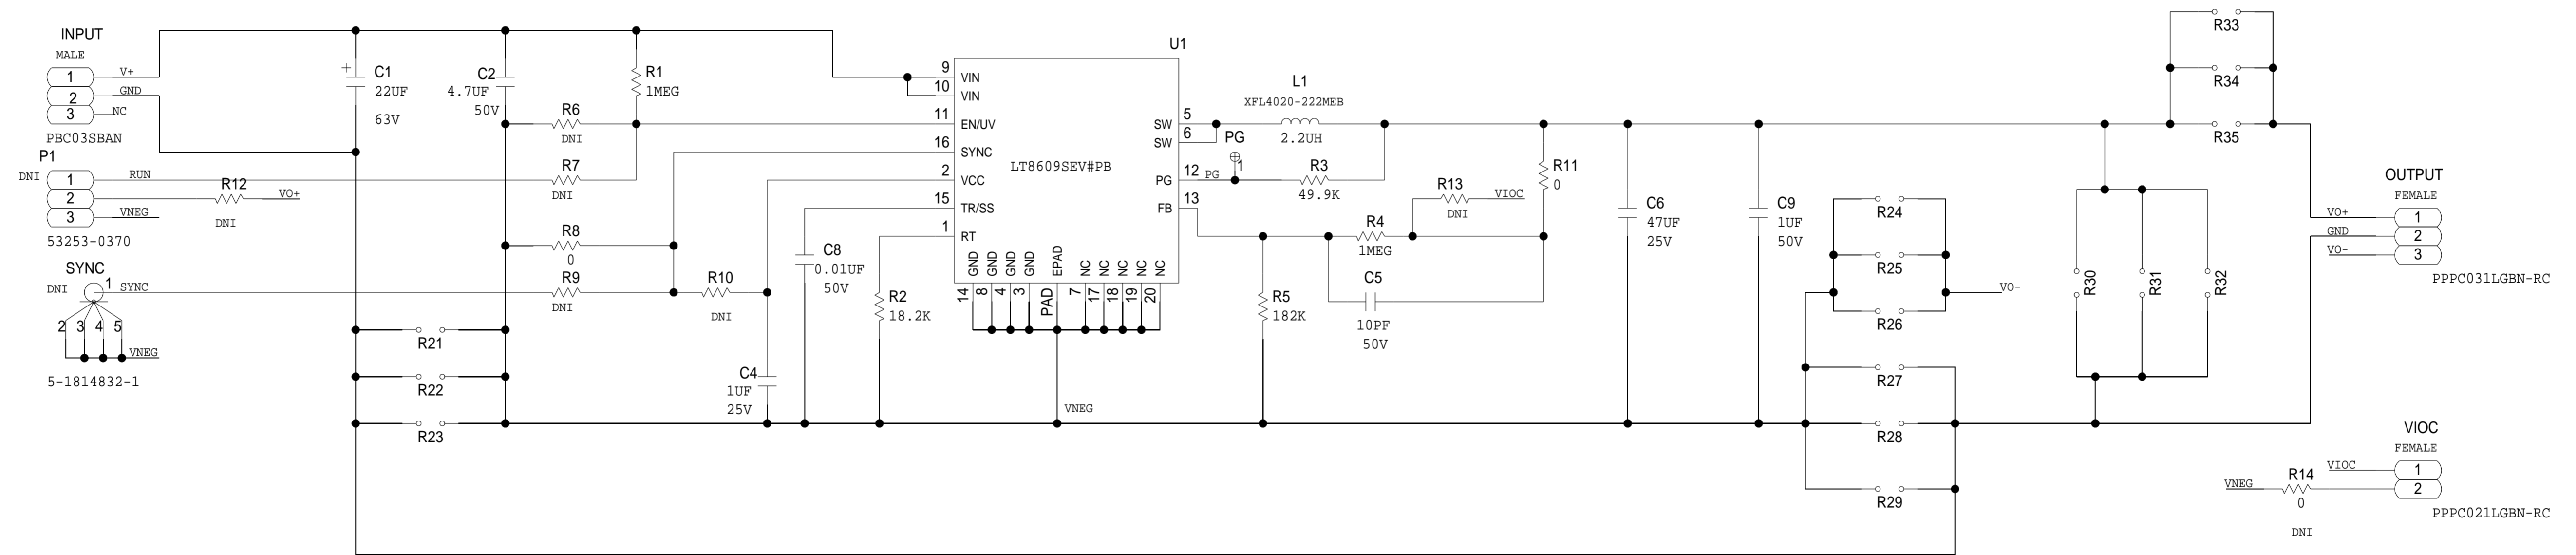 INPUT
MALE
1 V+
2 GND
3 NC
PBC03SBAN
P1
DNI
1 RUN
2
3 VNEG
53253-0370
R12
DNI
VO+
SYNC
DNI
1 SYNC
2 3 4 5
VNEG
5-1814832-1
C1
22UF
63V
C2
4.7UF
50V
R1
1MEG
R6
DNI
R7
DNI
R8
0
R9
DNI
R10
DNI
R21
R22
R23
C4
1UF
25V
C8
0.01UF
50V
R2
18.2K
U1
LT8609SEV#PB
9 VIN
10 VIN
11 EN/UV
16 SYNC
2 VCC
15 TR/SS
1 RT
SW 5
SW 6
PG 12 PG
FB 13
GND GND GND GND EPAD NC NC NC NC NC
14 8 4 3 PAD 7 17 18 19 20
VNEG
L1
XFL4020-222MEB
2.2UH
PG
1
R3
49.9K
R13
DNI
VIOC
R4
1MEG
C5
10PF
50V
R5
182K
R11
0
C6
47UF
25V
C9
1UF
50V
R24
R25
R26
VO-
R27
R28
R29
R30
R31
R32
R33
R34
R35
OUTPUT
FEMALE
VO+ 1
GND 2
VO- 3
PPPC031LGBN-RC
VIOC
FEMALE
VIOC 1
2
VNEG
R14
0
DNI
PPPC021LGBN-RC